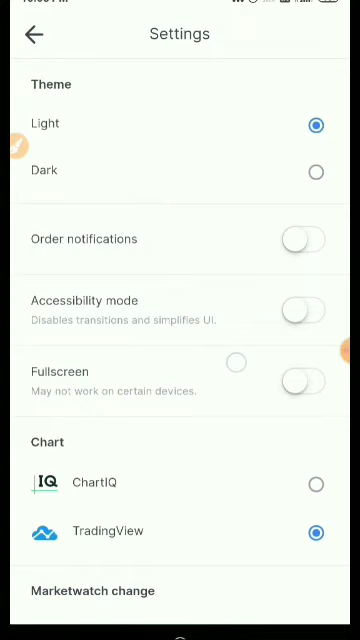 Settings
Theme
Light
Dark
Order notifications
Accessibility mode
Disables transitions and simplifies UI.
Fullscreen
May not work on certain devices.
Chart
IQ ChartIQ
TradingView
Marketwatch change